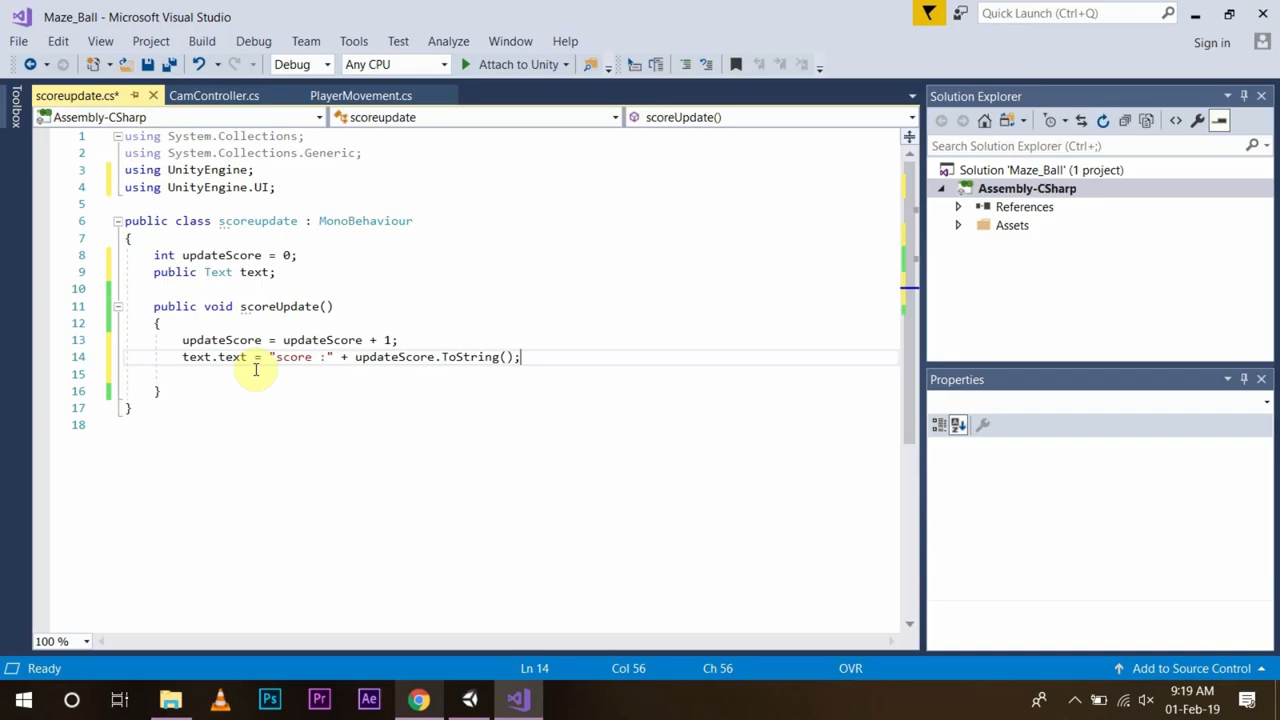 Maze_Ball - Microsoft Visual Studio
Quick Launch (Ctrl+Q)
File Edit View Project Build Debug Team Tools Test Analyze Window Help
Sign in
Debug Any CPU Attach to Unity
Toolbox
scoreupdate.cs* CamController.cs PlayerMovement.cs
Assembly-CSharp scoreupdate scoreUpdate()
1 using System.Collections;
2 using System.Collections.Generic;
3 using UnityEngine;
4 using UnityEngine.UI;
5
6 public class scoreupdate : MonoBehaviour
7 {
8 int updateScore = 0;
9 public Text text;
10
11 public void scoreUpdate()
12 {
13 updateScore = updateScore + 1;
14 text.text = "score :" + updateScore.ToString();
15
16 }
17 }
18
100 %
Solution Explorer
Search Solution Explorer (Ctrl+;)
Solution 'Maze_Ball' (1 project)
Assembly-CSharp
References
Assets
Properties
Ready Ln 14 Col 56 Ch 56 OVR Add to Source Control
Ps Pr Ae
9:19 AM
01-Feb-19